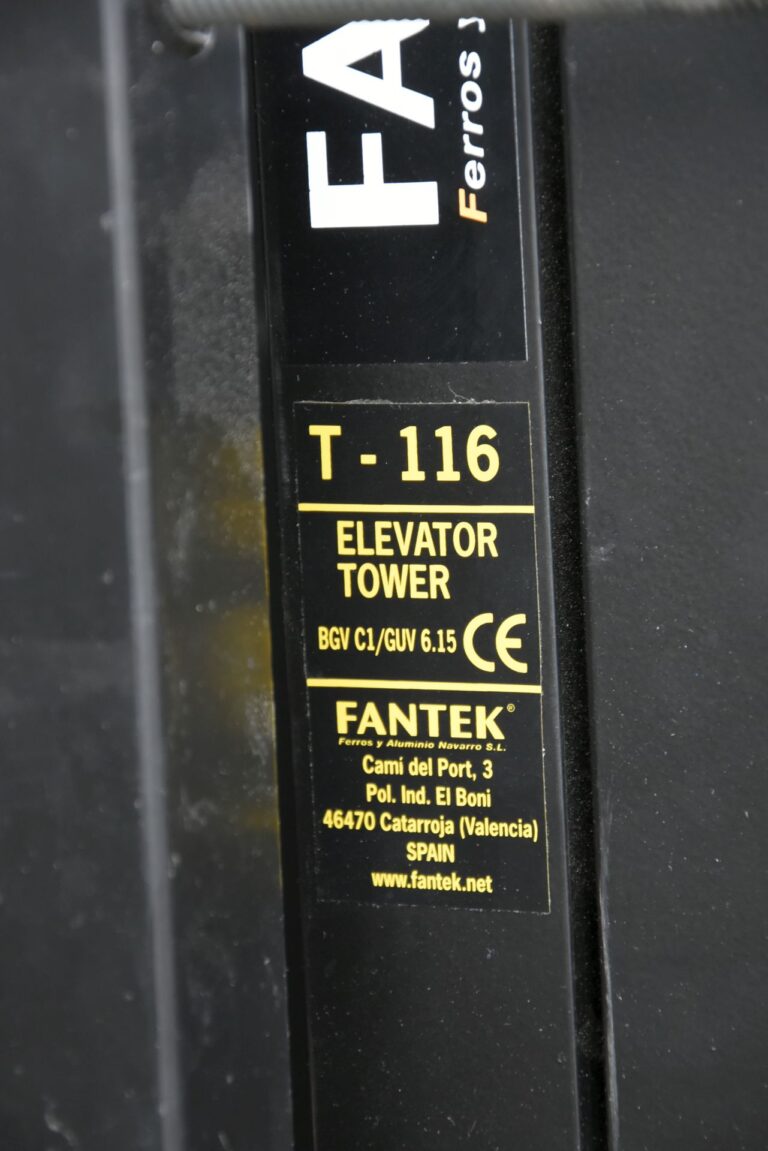 FA
Ferros
T - 116
ELEVATOR
TOWER
BGV C1/GUV 6.15 CE
FANTEK®
Ferros y Aluminio Navarro S.L.
Camí del Port, 3
Pol. Ind. El Boni
46470 Catarroja (Valencia)
SPAIN
www.fantek.net